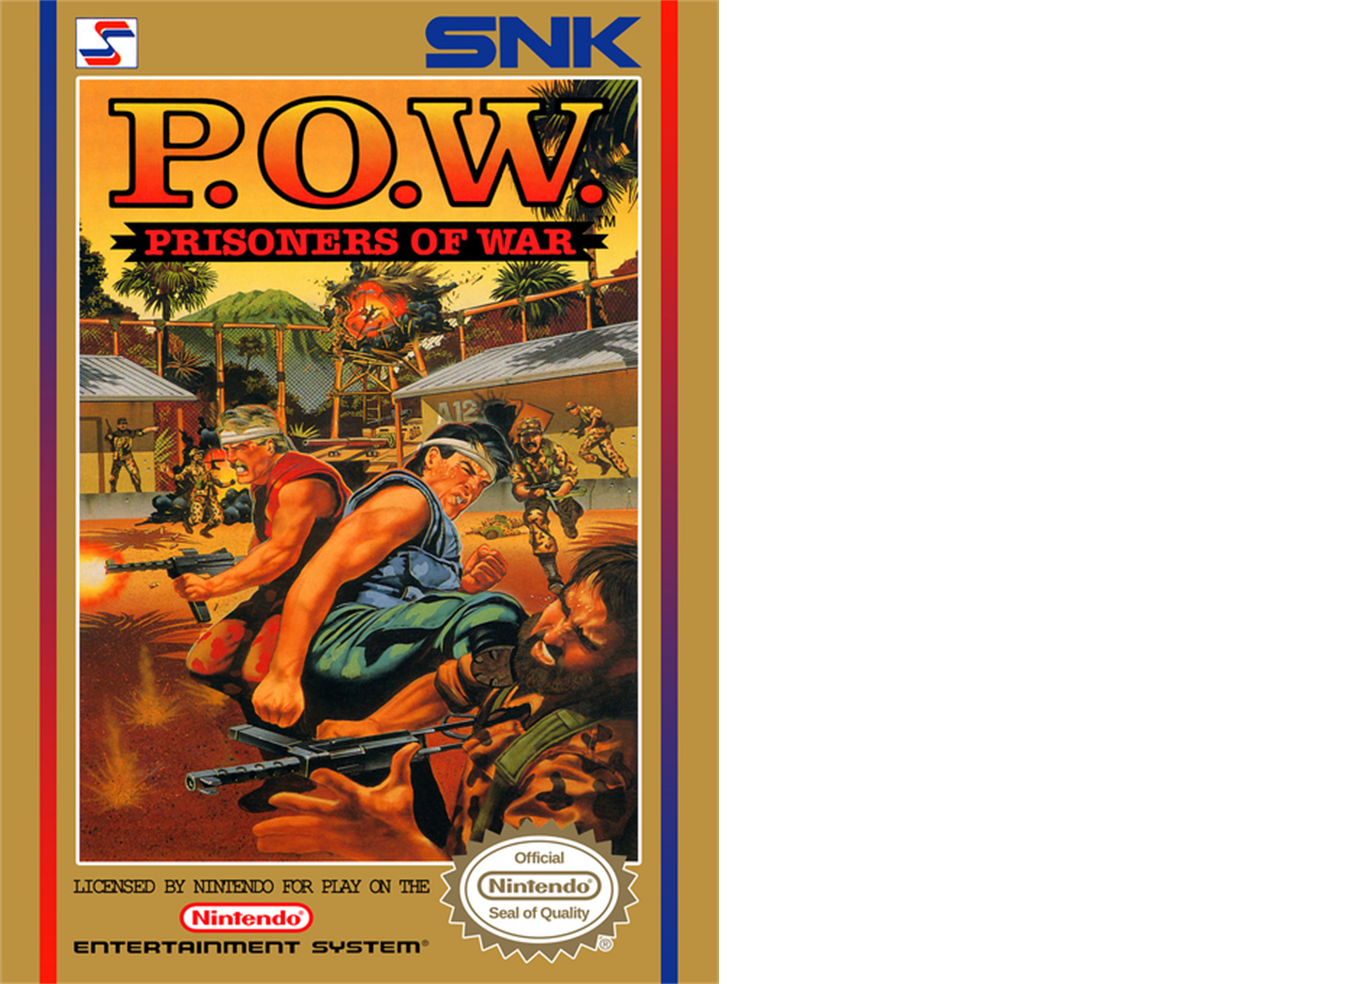 S
SNK
P.O.W.
TM
PRISONERS OF WAR
A12
LICENSED BY NINTENDO FOR PLAY ON THE
Nintendo®
ENTERTAINMENT SYSTEM®
Official
Nintendo®
Seal of Quality
®